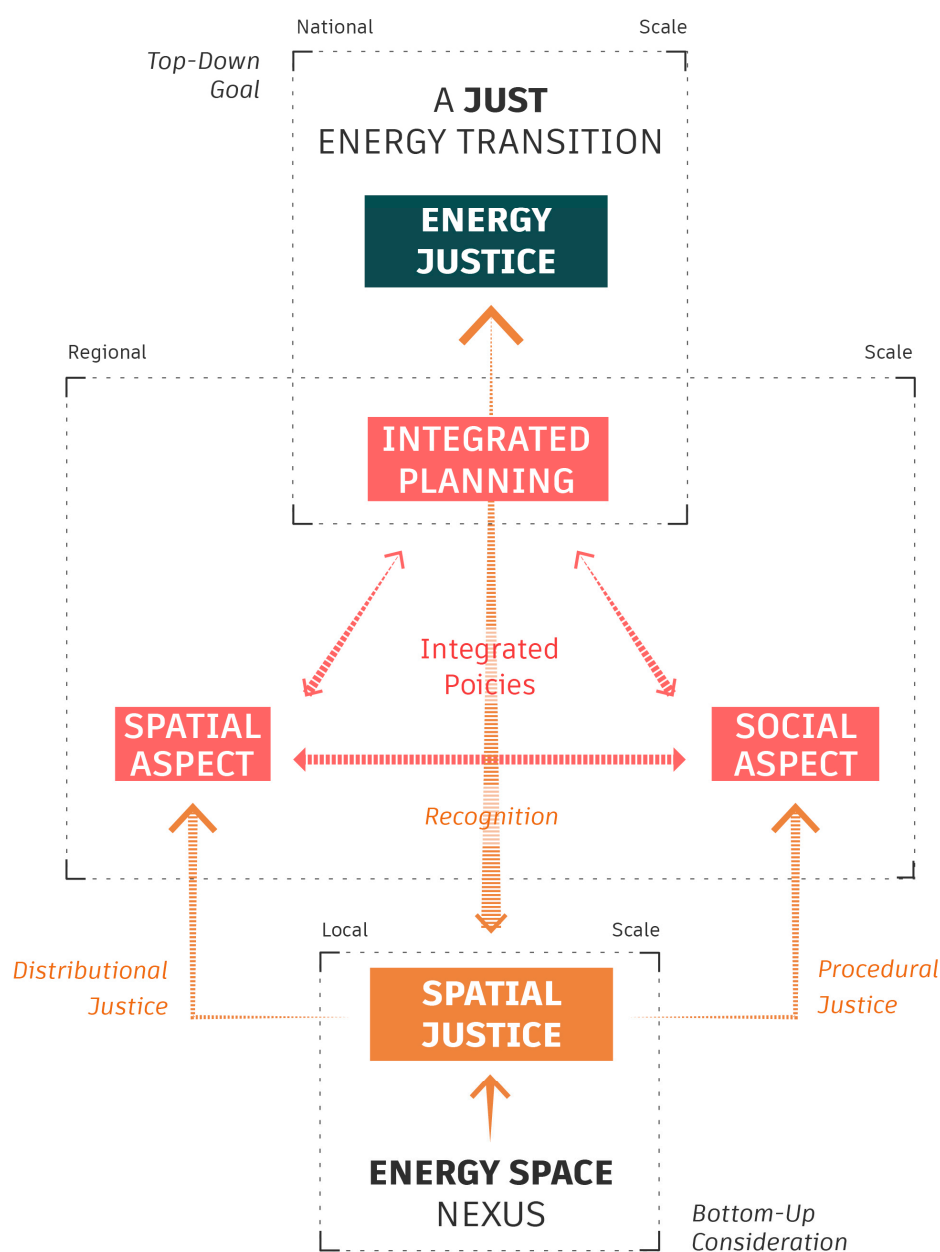 National Scale
Top-Down
Goal
A JUST
ENERGY TRANSITION
ENERGY
JUSTICE
Regional Scale
INTEGRATED
PLANNING
Integrated
Poicies
SPATIAL
ASPECT
SOCIAL
ASPECT
Recognition
Local Scale
Distributional
Justice
Procedural
Justice
SPATIAL
JUSTICE
ENERGY SPACE
NEXUS
Bottom-Up
Consideration